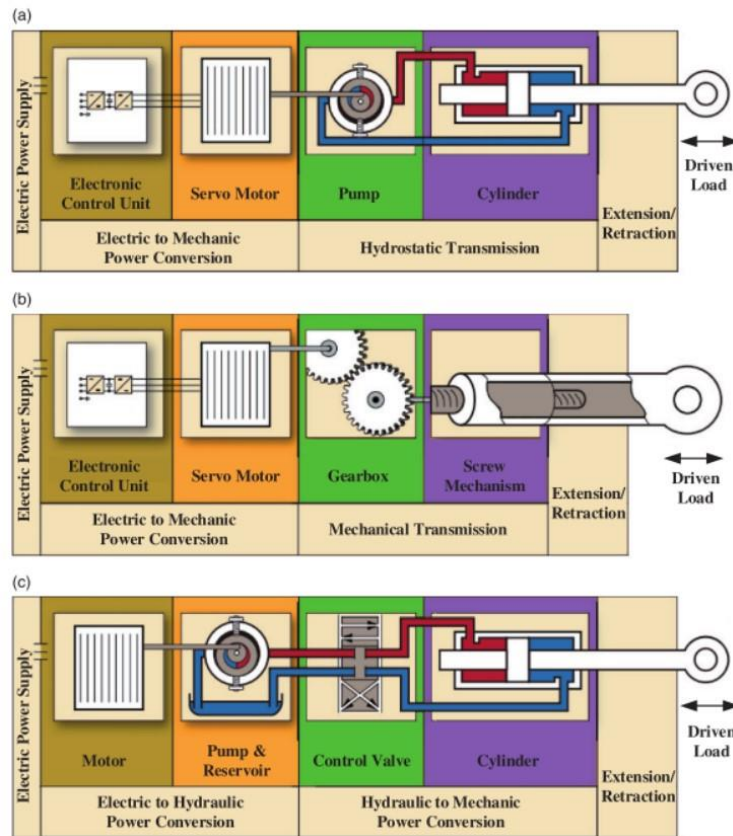 (a)
Electric Power Supply
Electronic
Control Unit
Servo Motor
Pump
Cylinder
Extension/
Retraction
Driven
Load
Electric to Mechanic
Power Conversion
Hydrostatic Transmission
(b)
Electric Power Supply
Electronic
Control Unit
Servo Motor
Gearbox
Screw
Mechanism
Extension/
Retraction
Driven
Load
Electric to Mechanic
Power Conversion
Mechanical Transmission
(c)
Electric Power Supply
Motor
Pump &
Reservoir
Control Valve
Cylinder
Extension/
Retraction
Driven
Load
Electric to Hydraulic
Power Conversion
Hydraulic to Mechanic
Power Conversion